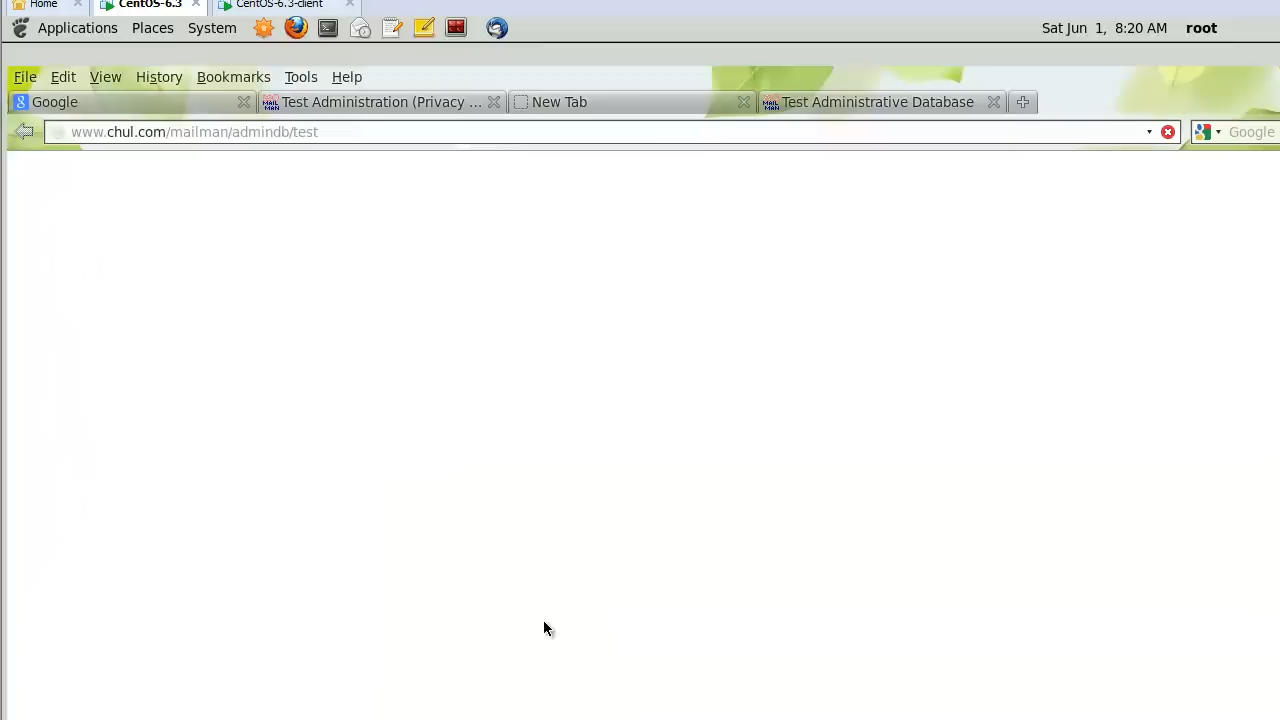 Home CentOS-6.3 CentOS-6.3-client
Applications Places System Sat Jun 1, 8:20 AM root
File Edit View History Bookmarks Tools Help
Google Test Administration (Privacy ... New Tab Test Administrative Database
www.chul.com/mailman/admindb/test Google